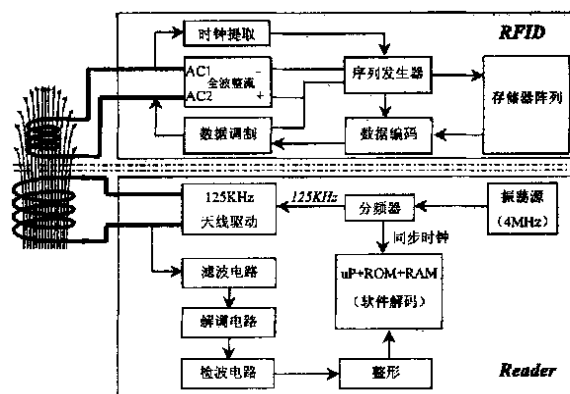 RFID
时钟提取
AC1
全波整流
AC2
−
+
序列发生器
存储器阵列
数据调制
数据编码
125KHz
天线驱动
125KHz
分频器
振荡源
（4MHz）
同步时钟
滤波电路
uP+ROM+RAM
（软件解码）
解调电路
检波电路
整形
Reader